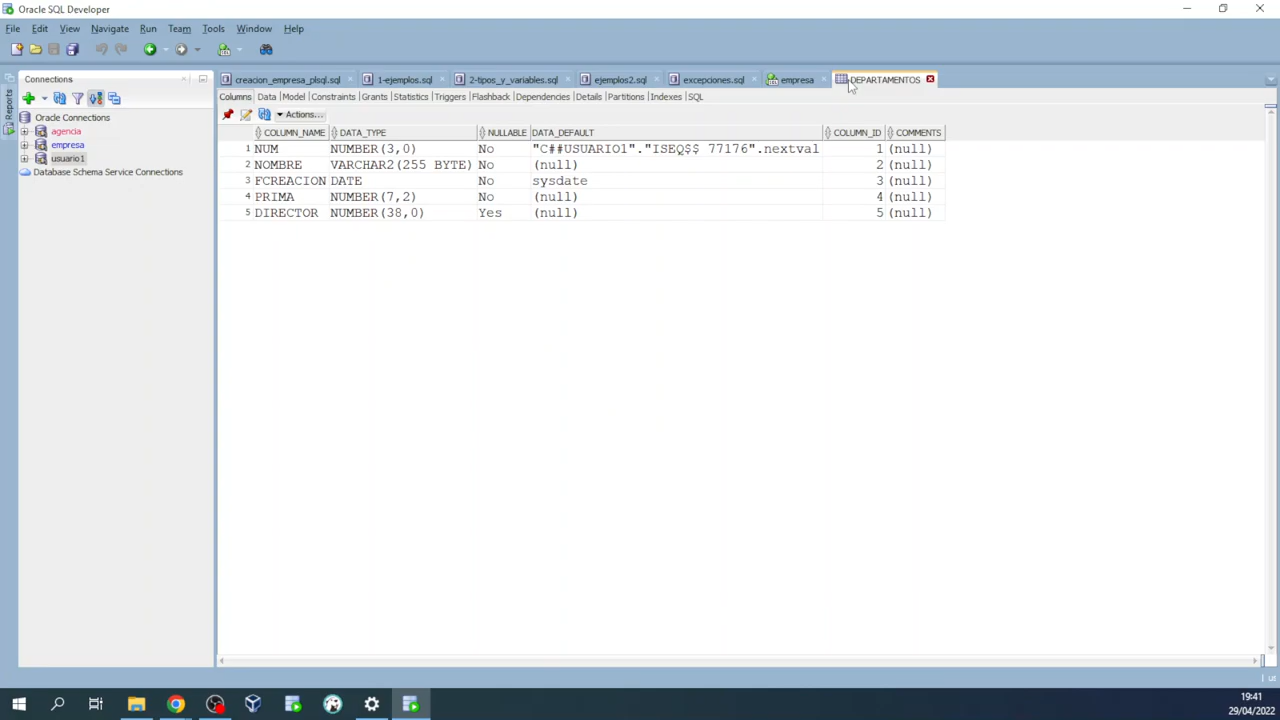 Oracle SQL Developer
File Edit View Navigate Run Team Tools Window Help
Connections
Reports
creacion_empresa_plsql.sql 1-ejemplos.sql 2-tipos_y_variables.sql ejemplos2.sql excepciones.sql empresa DEPARTAMENTOS
Columns Data Model Constraints Grants Statistics Triggers Flashback Dependencies Details Partitions Indexes SQL
Actions...
Oracle Connections
agencia
empresa
usuario1
Database Schema Service Connections
COLUMN_NAME DATA_TYPE NULLABLE DATA_DEFAULT COLUMN_ID COMMENTS
1 NUM NUMBER(3,0) No "C##USUARIO1"."ISEQ$$_77176".nextval 1 (null)
2 NOMBRE VARCHAR2(255 BYTE) No (null) 2 (null)
3 FCREACION DATE No sysdate 3 (null)
4 PRIMA NUMBER(7,2) No (null) 4 (null)
5 DIRECTOR NUMBER(38,0) Yes (null) 5 (null)
19:41
29/04/2022